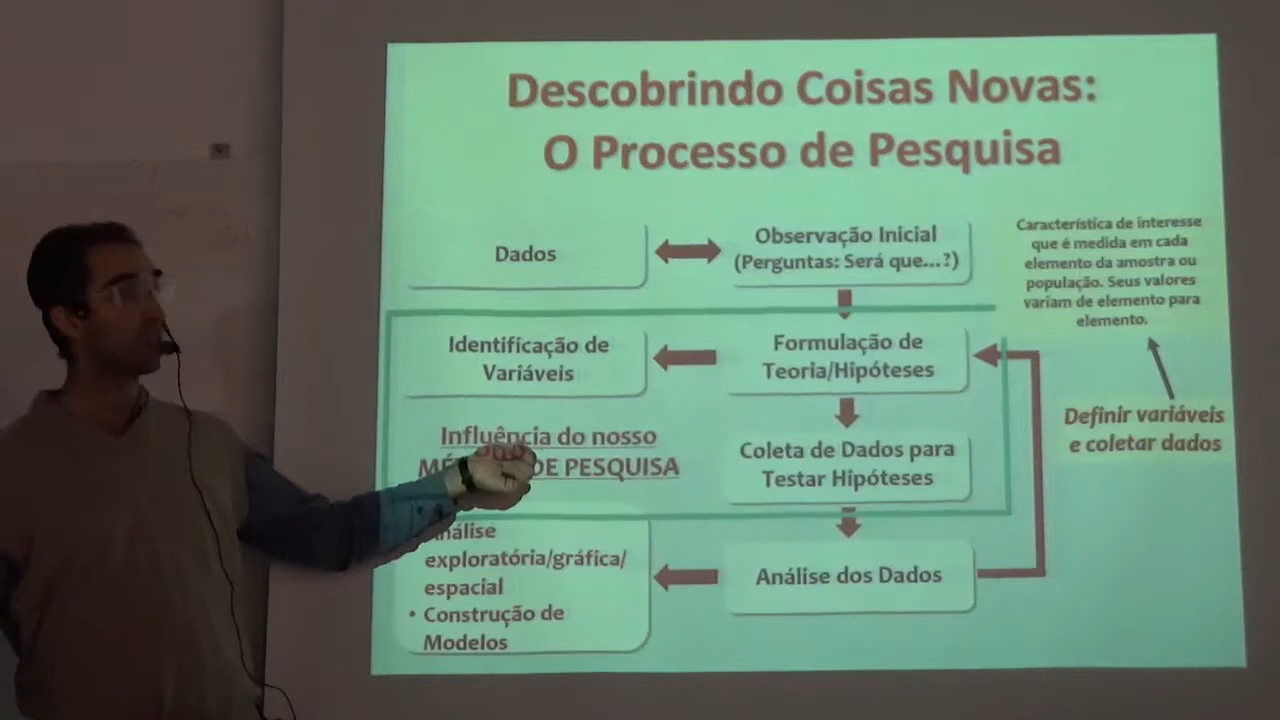 Descobrindo Coisas Novas:
O Processo de Pesquisa
Dados
Observação Inicial
(Perguntas: Será que...?)
Característica de interesse
que é medida em cada
elemento da amostra ou
população. Seus valores
variam de elemento para
elemento.
Identificação de
Variáveis
Formulação de
Teoria/Hipóteses
Definir variáveis
e coletar dados
Influência do nosso
DE PESQUISA
Coleta de Dados para
Testar Hipóteses
exploratória/gráfica/
espacial
• Construção de
Modelos
Análise dos Dados